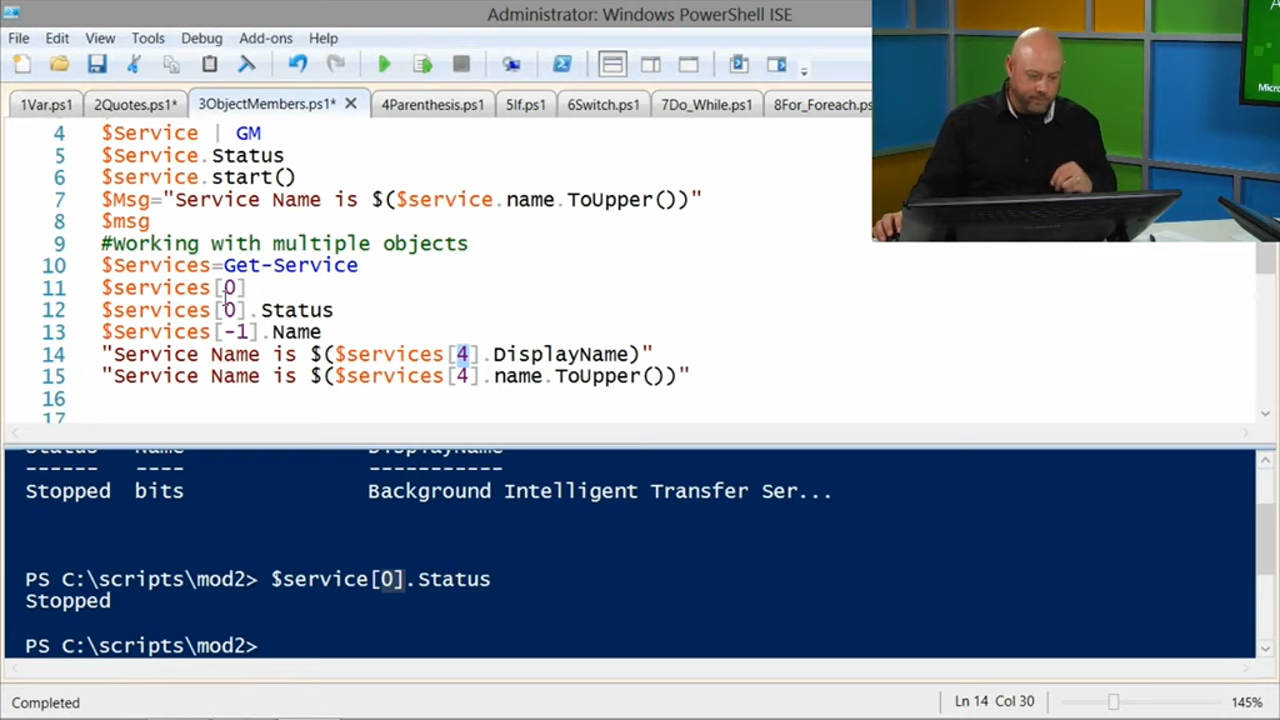 Administrator: Windows PowerShell ISE
File Edit View Tools Debug Add-ons Help
1Var.ps1 2Quotes.ps1* 3ObjectMembers.ps1* 4Parenthesis.ps1 5If.ps1 6Switch.ps1 7Do_While.ps1 8For_Foreach.ps
4 $Service | GM
5 $Service.Status
6 $service.start()
7 $Msg="Service Name is $($service.name.ToUpper())"
8 $msg
9 #Working with multiple objects
10 $Services=Get-Service
11 $services[0]
12 $services[0].Status
13 $Services[-1].Name
14 "Service Name is $($services[4].DisplayName)"
15 "Service Name is $($services[4].name.ToUpper())"
16
17
Status Name DisplayName
------ ---- -----------
Stopped bits Background Intelligent Transfer Ser...
PS C:\scripts\mod2> $service[0].Status
Stopped
PS C:\scripts\mod2>
Completed Ln 14 Col 30 145%